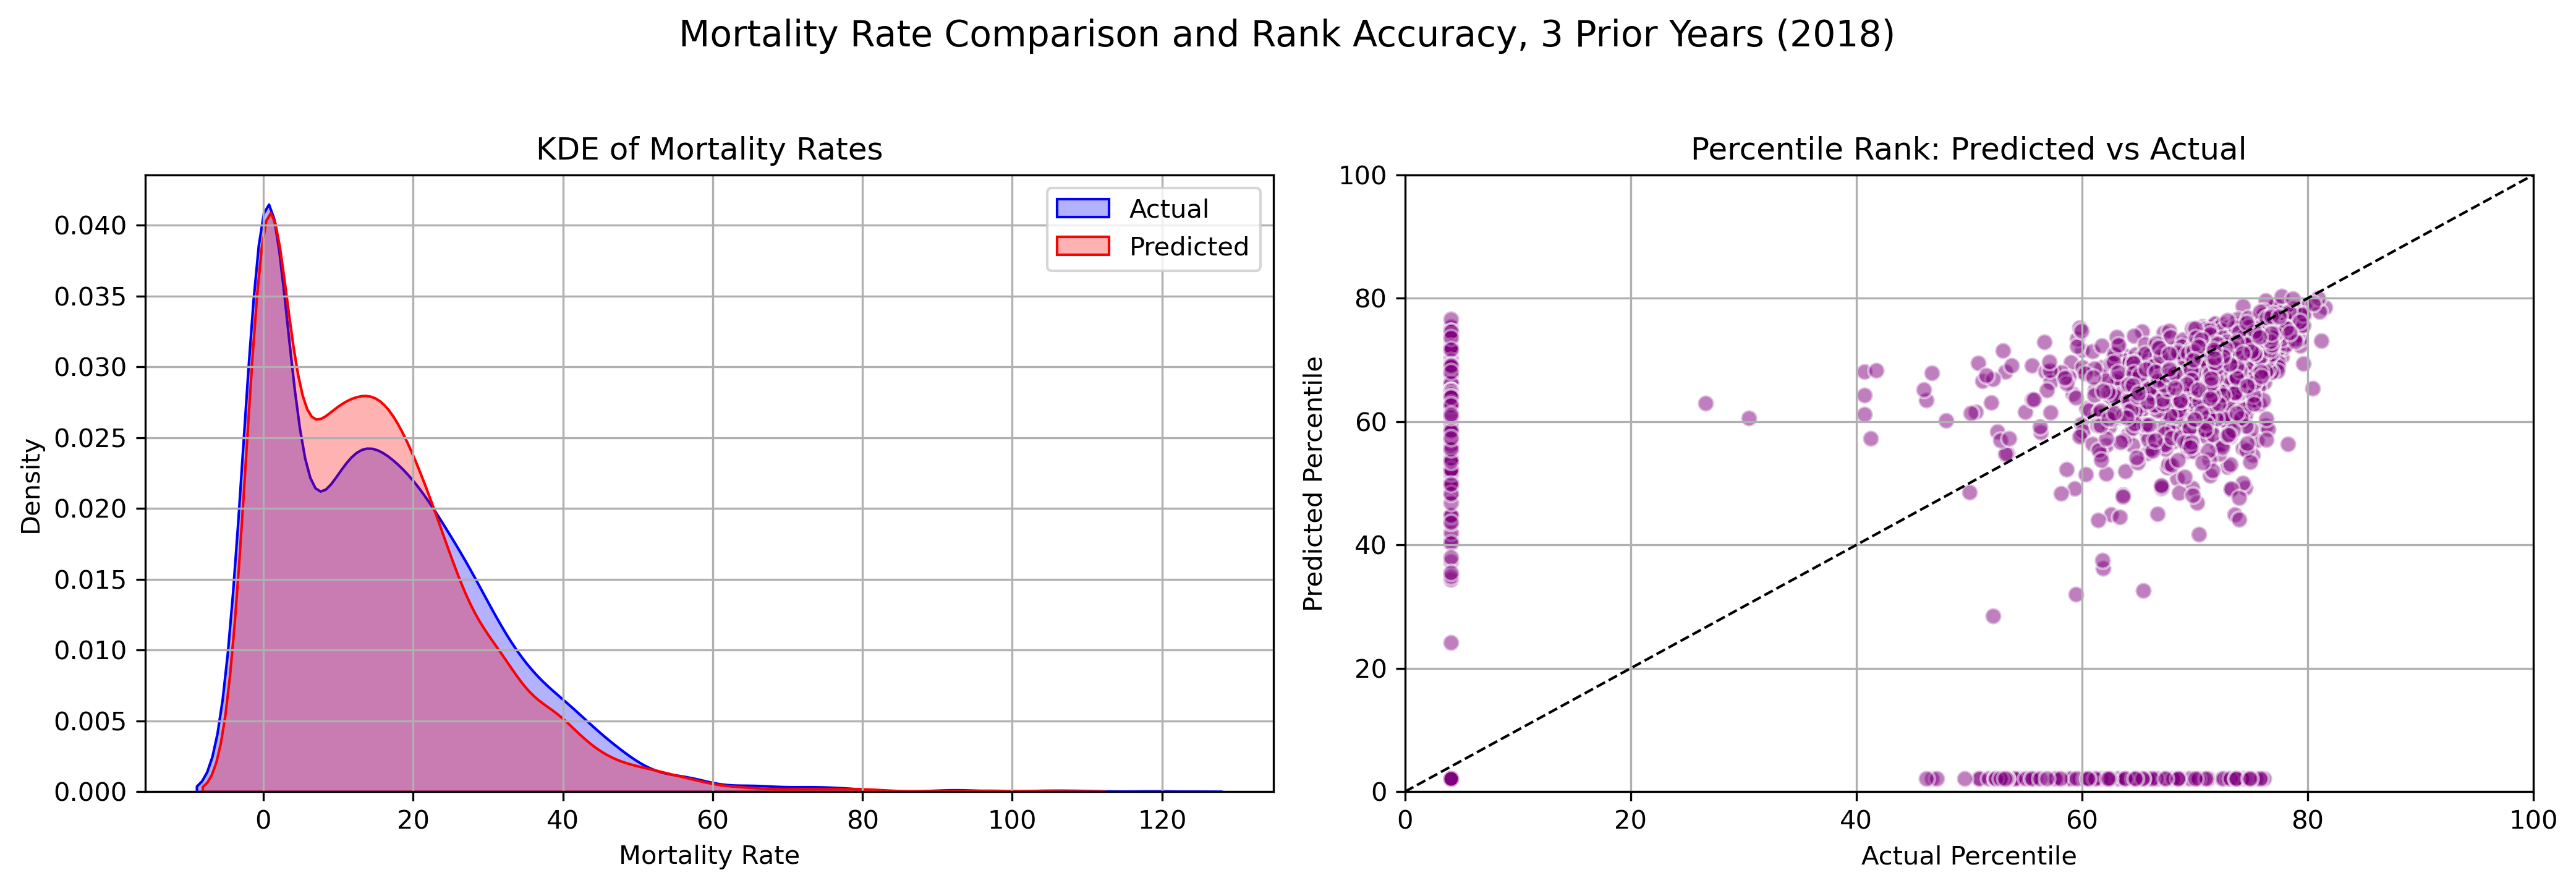 Mortality Rate Comparison and Rank Accuracy, 3 Prior Years (2018)
KDE of Mortality Rates
Density
0.040
0.035
0.030
0.025
0.020
0.015
0.010
0.005
0.000
Actual
Predicted
0 20 40 60 80 100 120
Mortality Rate
Percentile Rank: Predicted vs Actual
Predicted Percentile
100
80
60
40
20
0
0 20 40 60 80 100
Actual Percentile